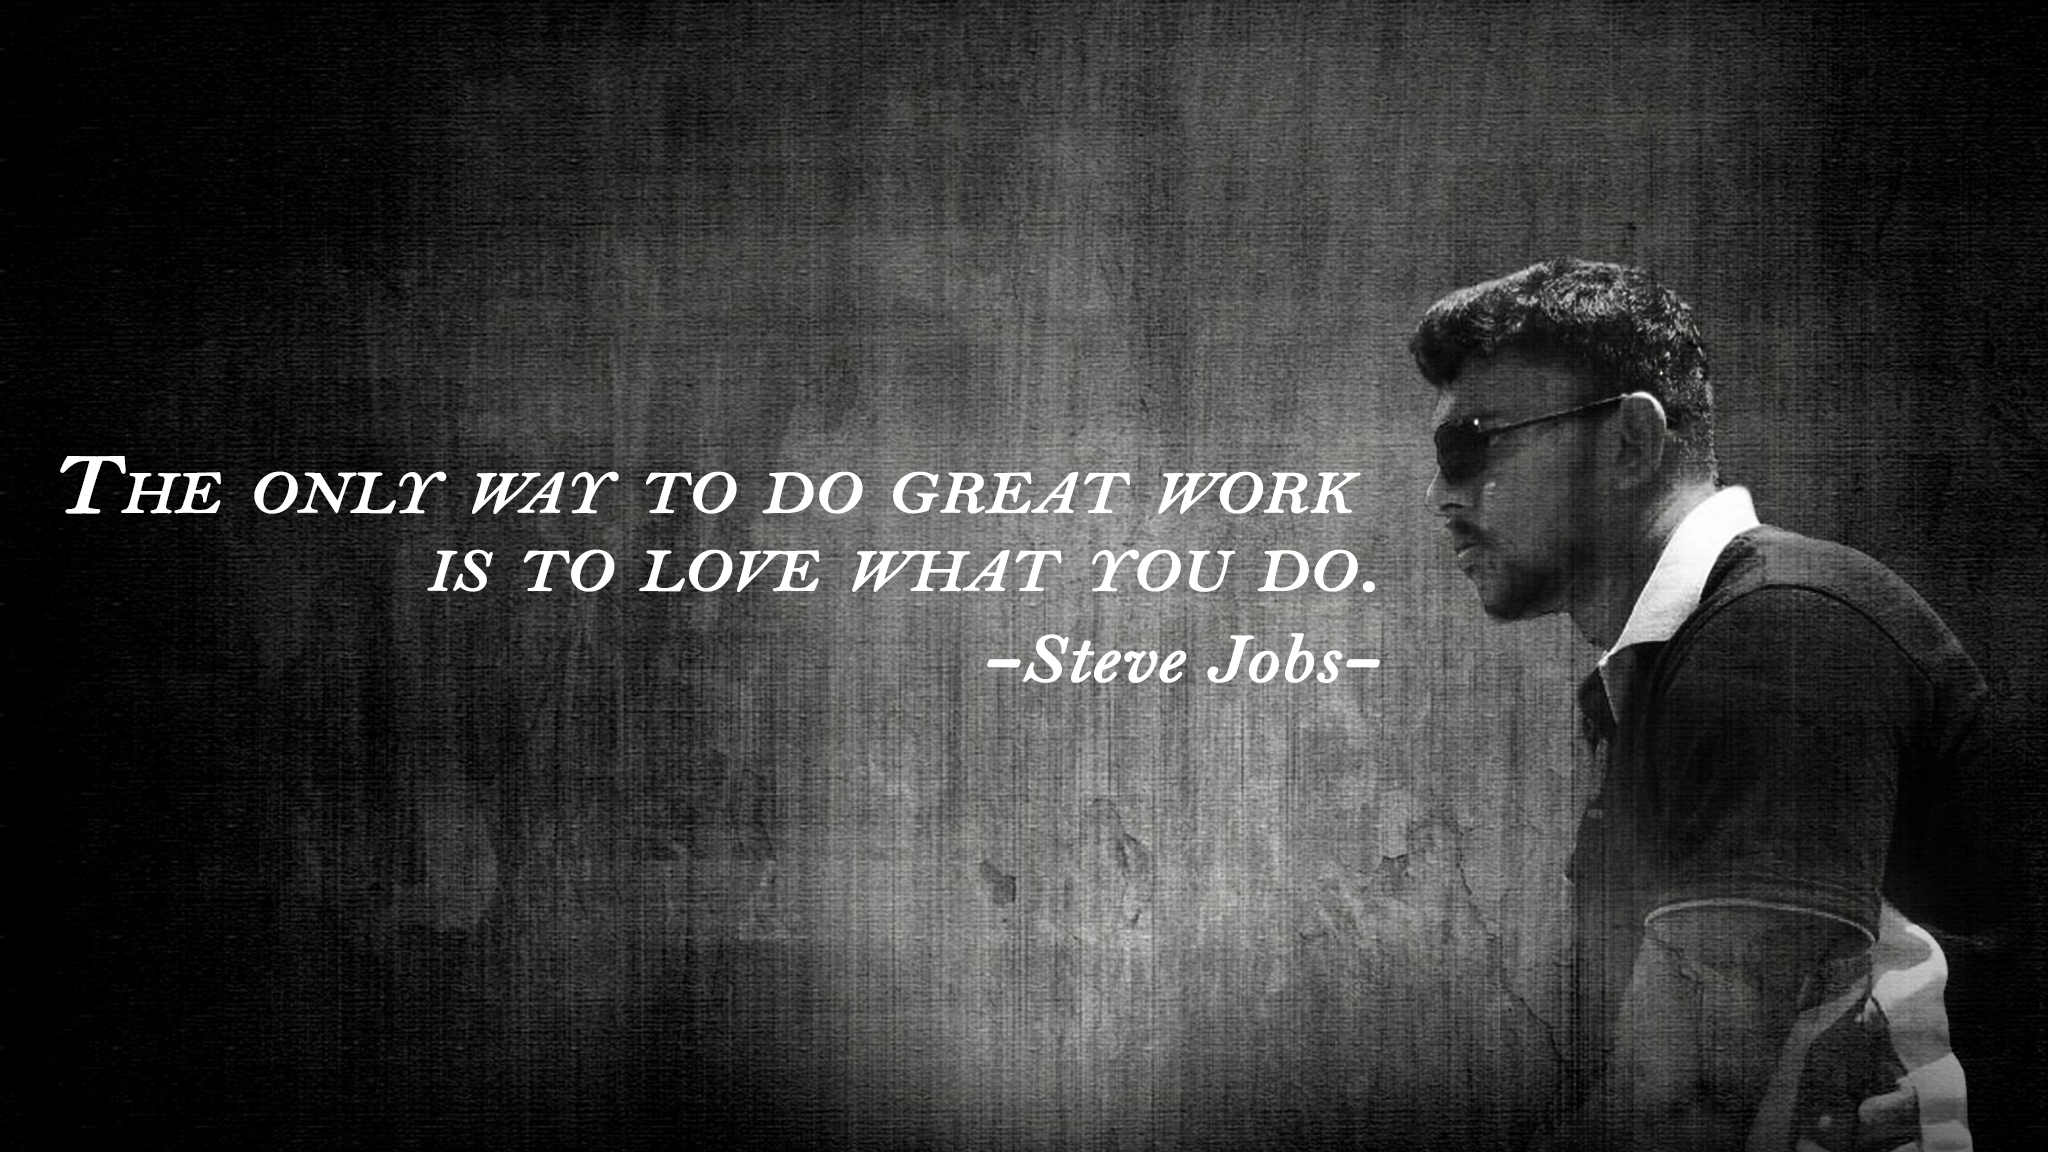 The only way to do great work
is to love what you do.
-Steve Jobs-